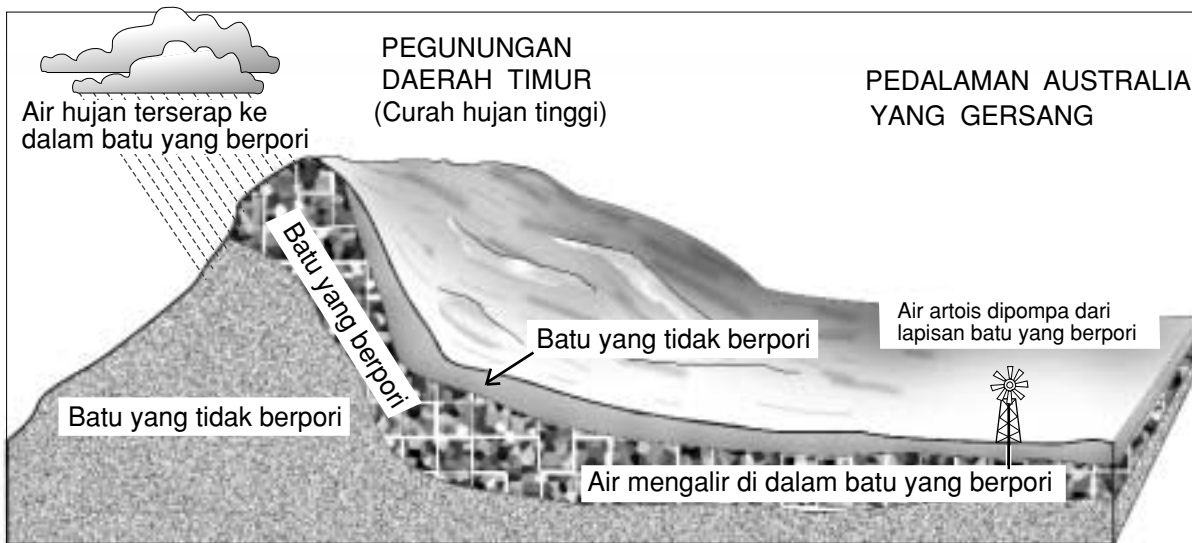 PEGUNUNGAN
DAERAH TIMUR
(Curah hujan tinggi)
PEDALAMAN AUSTRALIA
YANG GERSANG
Air hujan terserap ke
dalam batu yang berpori
Batu yang berpori
Batu yang tidak berpori
Air artois dipompa dari
lapisan batu yang berpori
Batu yang tidak berpori
Air mengalir di dalam batu yang berpori